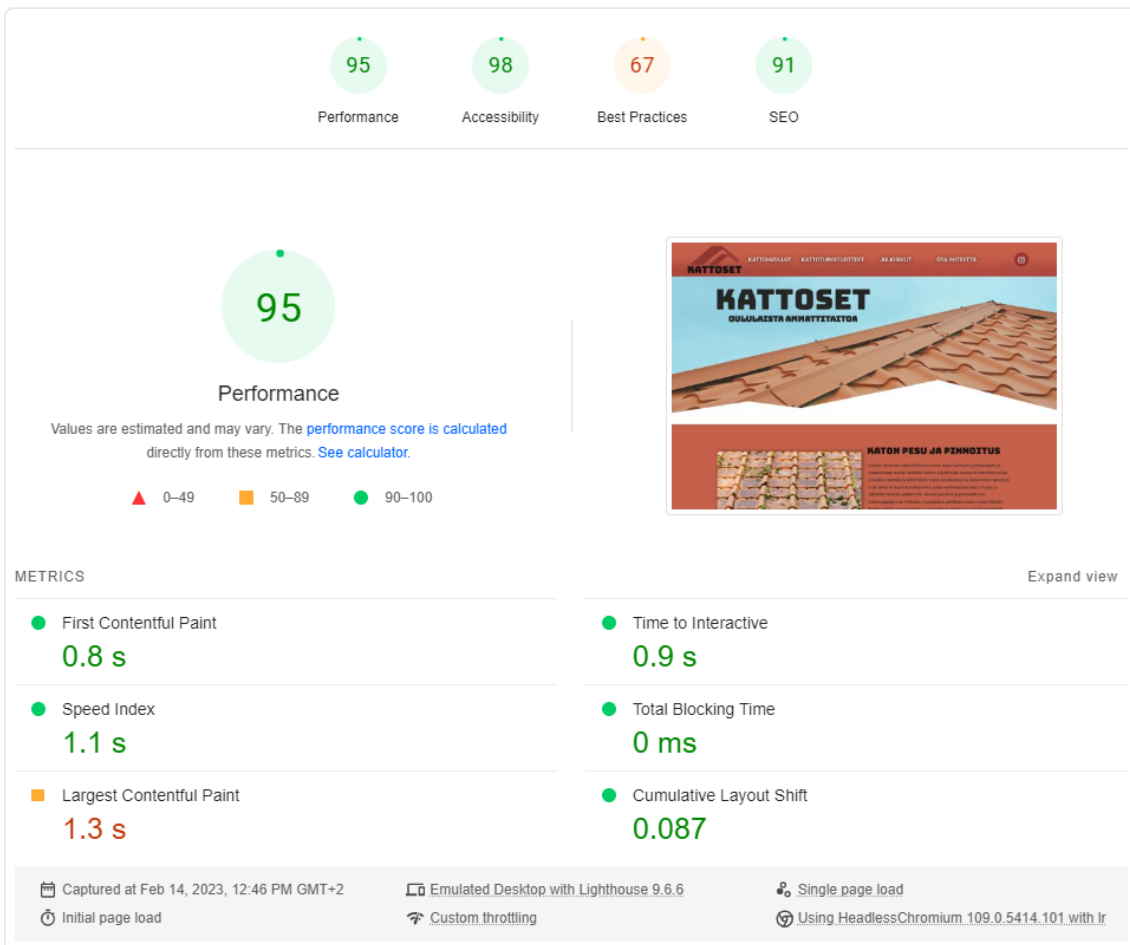 95
98
67
91
Performance
Accessibility
Best Practices
SEO
95
Performance
Values are estimated and may vary. The performance score is calculated
directly from these metrics. See calculator.
0–49
50–89
90–100
KATTOSET
KATTOHUOLLOT KATTOTURVATUOTTEET JULKISIVUT OTA YHTEYTTÄ
KATTOSET
OULULAISTA AMMATTITAITOA
KATON PESU JA PINNOITUS
METRICS
Expand view
First Contentful Paint
0.8 s
Time to Interactive
0.9 s
Speed Index
1.1 s
Total Blocking Time
0 ms
Largest Contentful Paint
1.3 s
Cumulative Layout Shift
0.087
Captured at Feb 14, 2023, 12:46 PM GMT+2
Emulated Desktop with Lighthouse 9.6.6
Single page load
Initial page load
Custom throttling
Using HeadlessChromium 109.0.5414.101 with lr